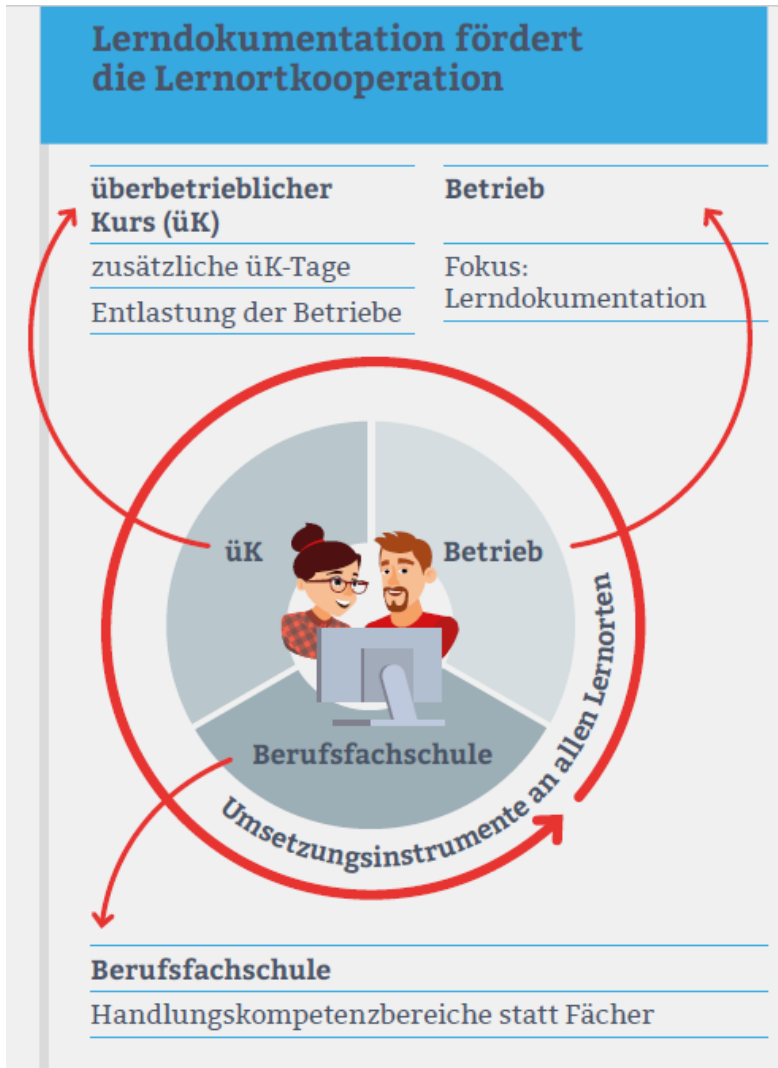 Lerndokumentation fördert
die Lernortkooperation
überbetrieblicher
Kurs (üK)
zusätzliche üK-Tage
Entlastung der Betriebe
Betrieb
Fokus:
Lerndokumentation
üK
Betrieb
Berufsfachschule
Umsetzungsinstrumente an allen Lernorten
Berufsfachschule
Handlungskompetenzbereiche statt Fächer